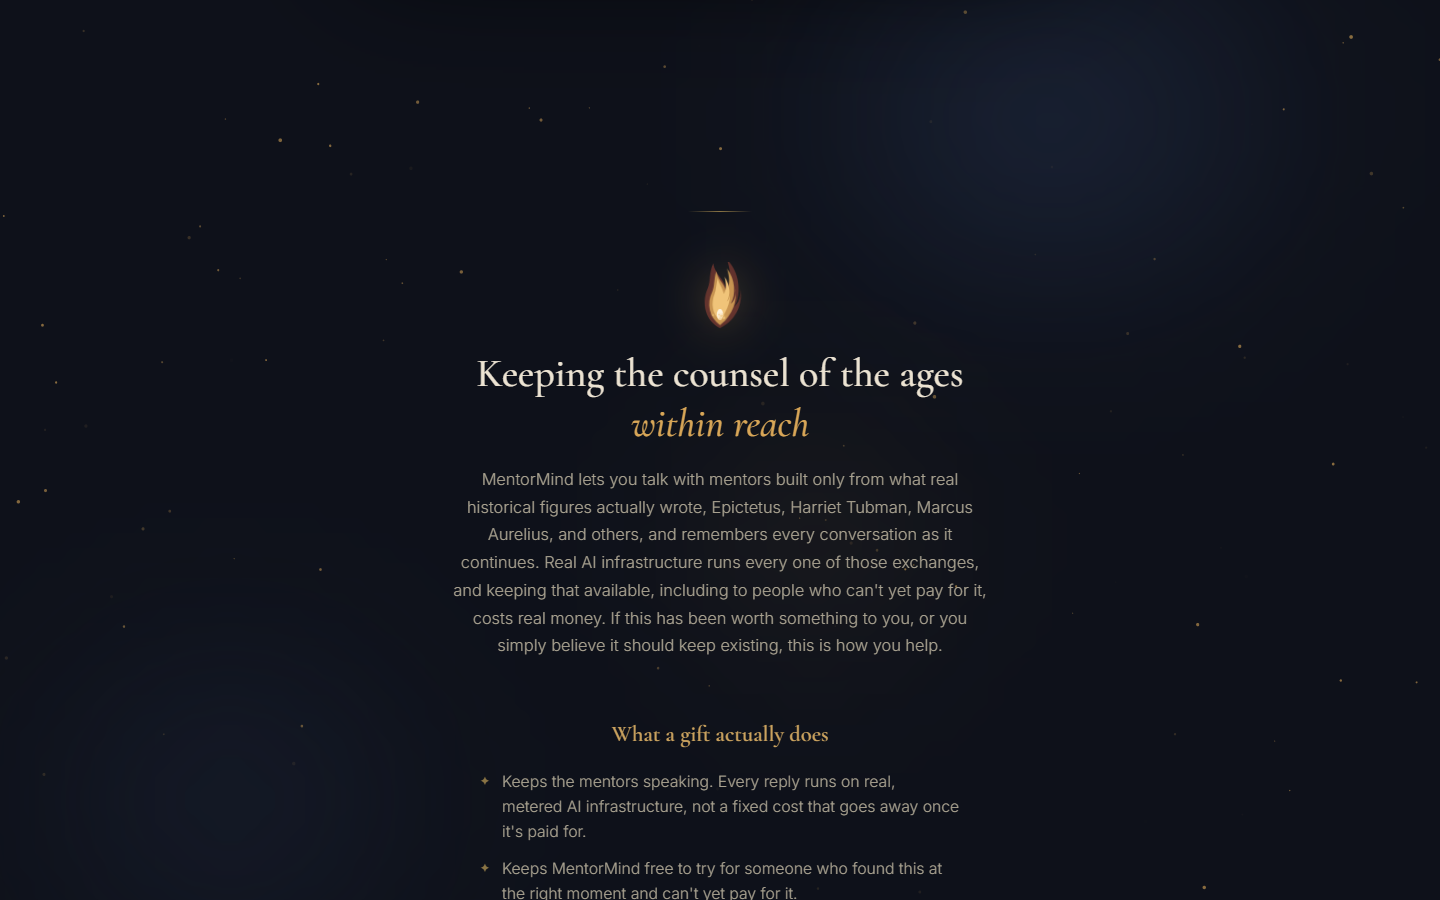 Keeping the counsel of the ages
within reach
MentorMind lets you talk with mentors built only from what real
historical figures actually wrote, Epictetus, Harriet Tubman, Marcus
Aurelius, and others, and remembers every conversation as it
continues. Real AI infrastructure runs every one of those exchanges,
and keeping that available, including to people who can't yet pay for it,
costs real money. If this has been worth something to you, or you
simply believe it should keep existing, this is how you help.
What a gift actually does
✦ Keeps the mentors speaking. Every reply runs on real,
metered AI infrastructure, not a fixed cost that goes away once
it's paid for.
✦ Keeps MentorMind free to try for someone who found this at
the right moment and can't yet pay for it.